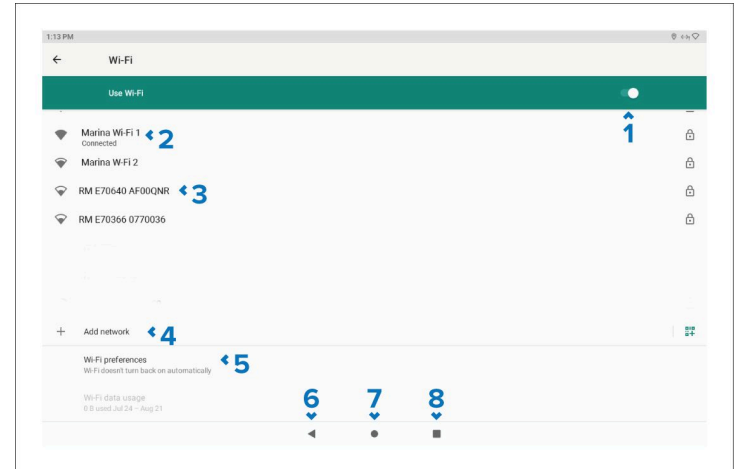 1:13 PM
Wi-Fi
Use Wi-Fi
1
Marina Wi-Fi 1
Connected
2
Marina W-Fi 2
RM E70640 AF00QNR
3
RM E70366 0770036
Add network
4
Wi-Fi preferences
Wi-Fi doesn't turn back on automatically
5
Wi-Fi data usage
0 B used Jul 24 – Aug 21
6 7 8